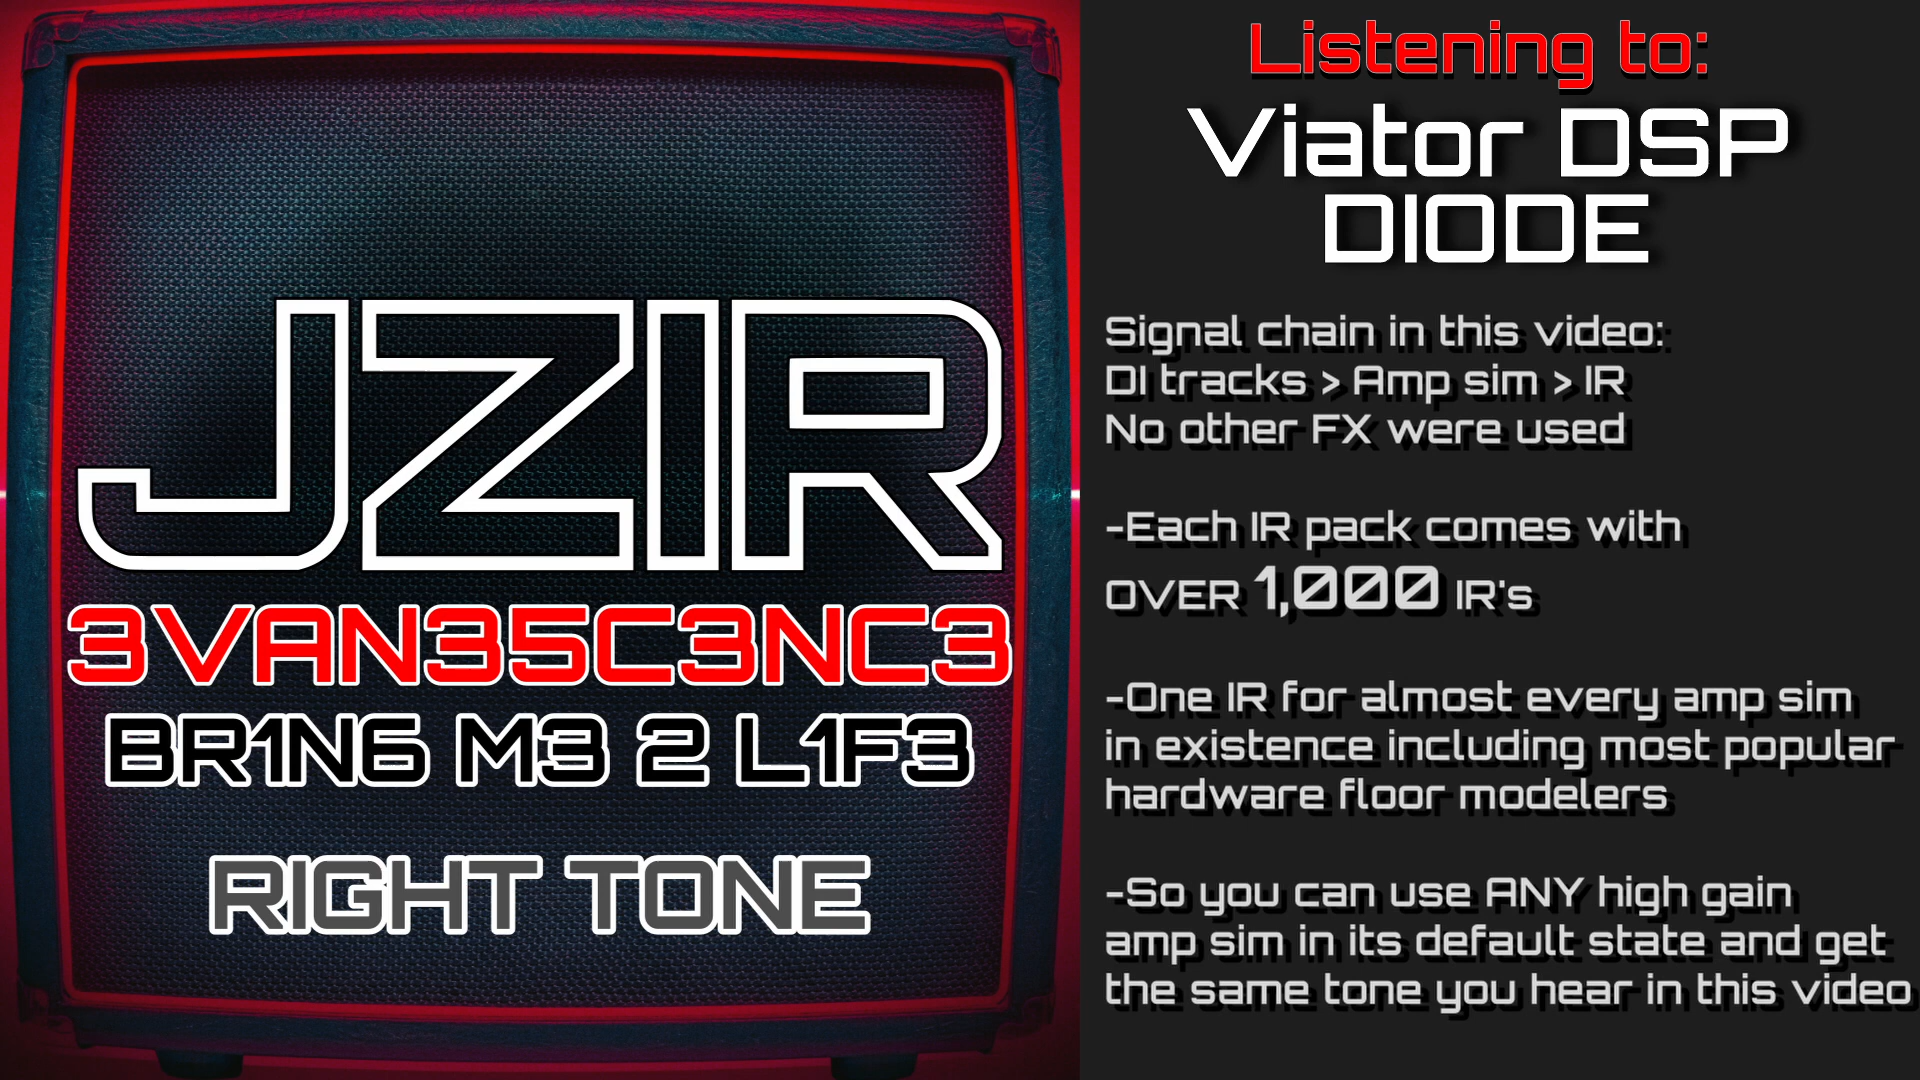 JZIR
3VAN35C3NC3
BR1N6 M3 2 L1F3
RIGHT TONE
Listening to:
Viator DSP
DIODE
Signal chain in this video:
DI tracks > Amp sim > IR
No other FX were used
-Each IR pack comes with
OVER 1,000 IR's
-One IR for almost every amp sim
in existence including most popular
hardware floor modelers
-So you can use ANY high gain
amp sim in its default state and get
the same tone you hear in this video